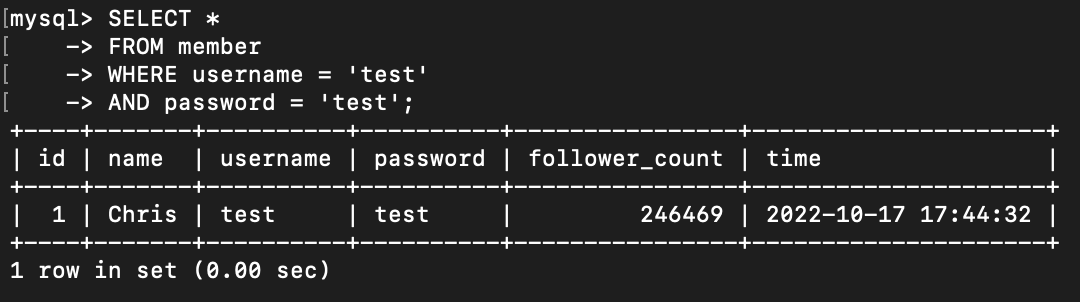 [mysql> SELECT *
[    -> FROM member
[    -> WHERE username = 'test'
[    -> AND password = 'test';
+----+-------+----------+----------+----------------+---------------------+
| id | name  | username | password | follower_count | time                |
+----+-------+----------+----------+----------------+---------------------+
|  1 | Chris | test     | test     |         246469 | 2022-10-17 17:44:32 |
+----+-------+----------+----------+----------------+---------------------+
1 row in set (0.00 sec)